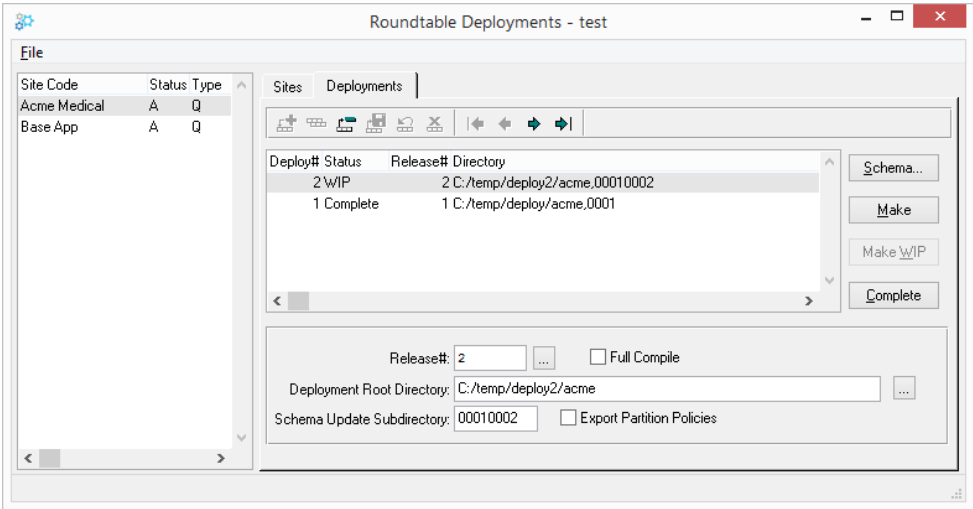 Roundtable Deployments - test
File
Site Code Status Type
Acme Medical A Q
Base App A Q
Sites Deployments
Deploy# Status Release# Directory
2 WIP 2 C:/temp/deploy2/acme,00010002
1 Complete 1 C:/temp/deploy/acme,0001
Schema...
Make
Make WIP
Complete
Release#: 2 ... Full Compile
Deployment Root Directory: C:/temp/deploy2/acme ...
Schema Update Subdirectory: 00010002 Export Partition Policies